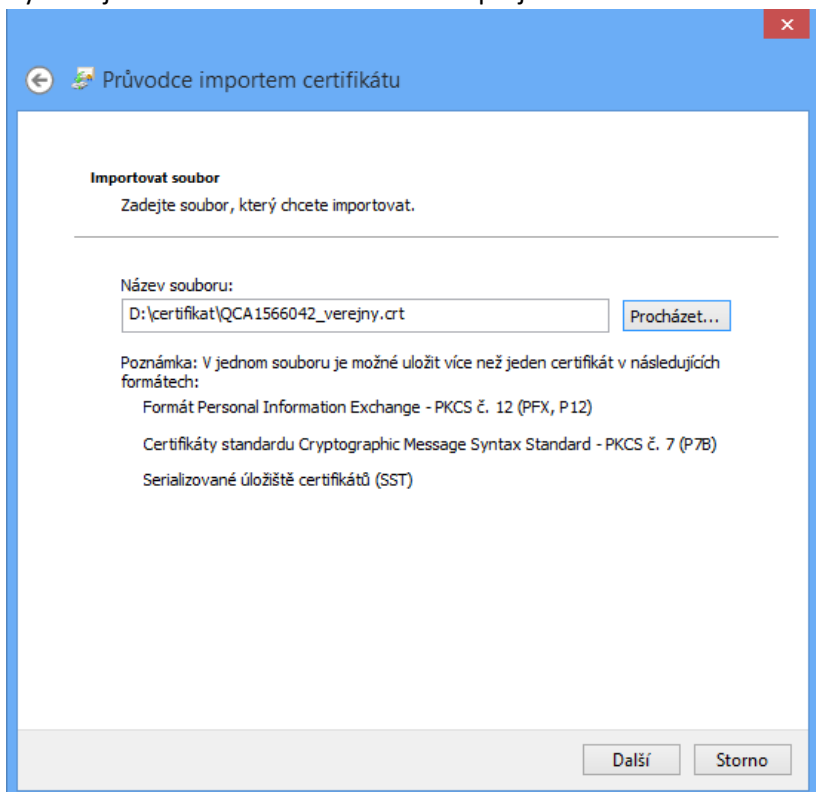 Průvodce importem certifikátu
Importovat soubor
Zadejte soubor, který chcete importovat.
Název souboru:
D:\certifikat\QCA1566042_verejny.crt
Procházet...
Poznámka: V jednom souboru je možné uložit více než jeden certifikát v následujících
formátech:
Formát Personal Information Exchange - PKCS č. 12 (PFX, P12)
Certifikáty standardu Cryptographic Message Syntax Standard - PKCS č. 7 (P7B)
Serializované úložiště certifikátů (SST)
Další
Storno